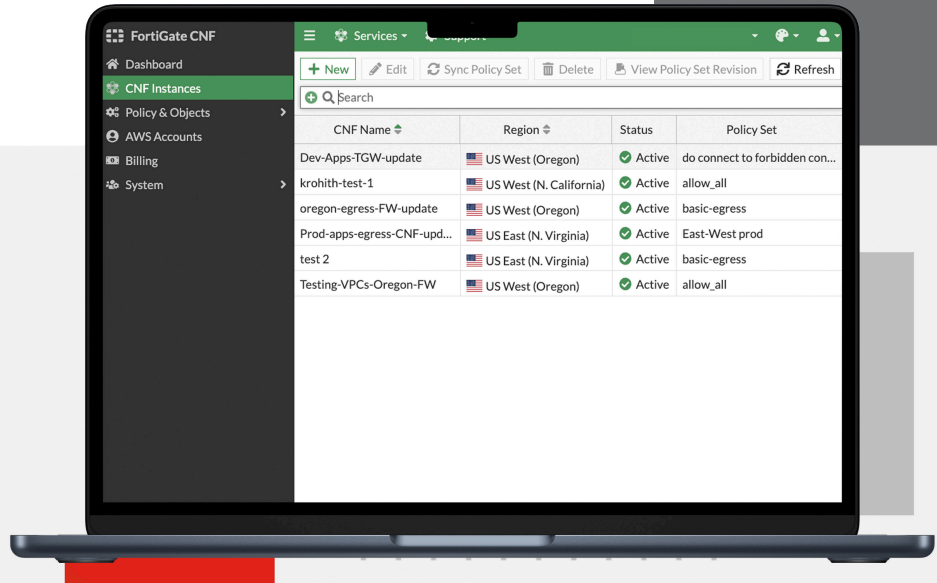 FortiGate CNF
Services
Support
Dashboard
CNF Instances
Policy & Objects
AWS Accounts
Billing
System
New Edit Sync Policy Set Delete View Policy Set Revision Refresh
Search
CNF Name Region Status Policy Set
Dev-Apps-TGW-update US West (Oregon) Active do connect to forbidden con...
krohith-test-1 US West (N. California) Active allow_all
oregon-egress-FW-update US West (Oregon) Active basic-egress
Prod-apps-egress-CNF-upd... US East (N. Virginia) Active East-West prod
test 2 US East (N. Virginia) Active basic-egress
Testing-VPCs-Oregon-FW US West (Oregon) Active allow_all